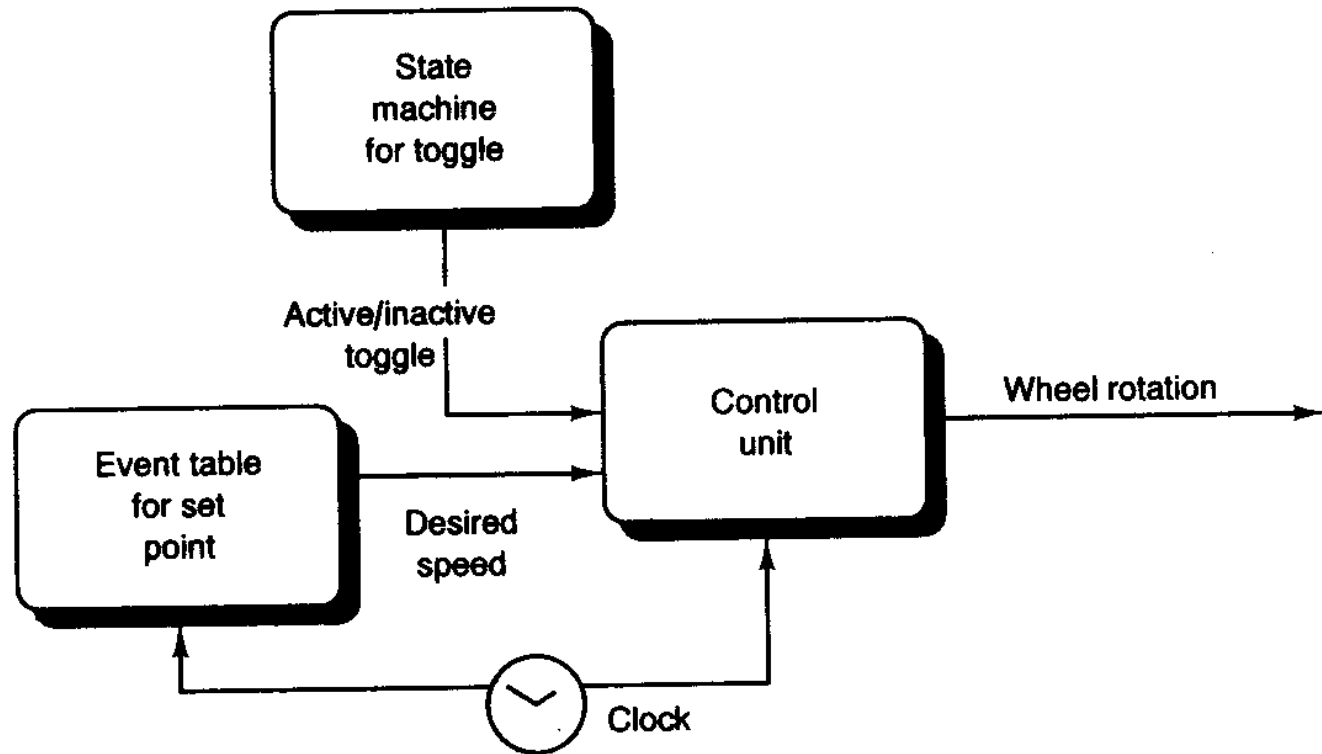 State
machine
for toggle
Active/inactive
toggle
Control
unit
Wheel rotation
Event table
for set
point
Desired
speed
Clock